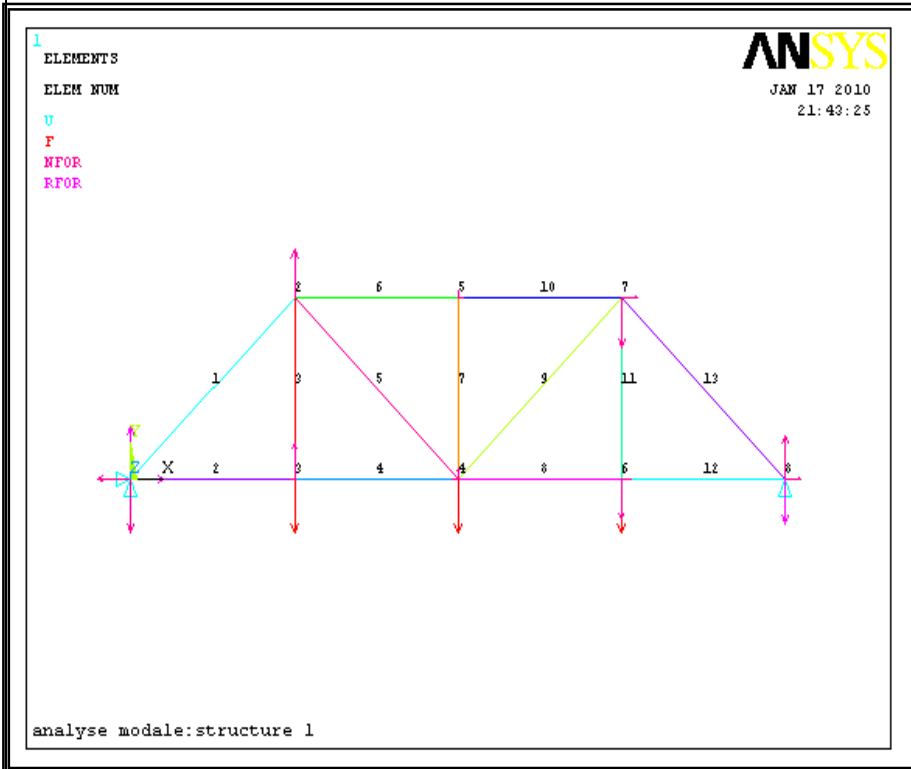 1
ELEMENTS
ELEM NUM
U
F
NFOR
RFOR
ANSYS
JAN 17 2010
21:43:25
2 6 5 10 7
1 3 5 7 9 11 13
Y
Z X 2 3 4 4 8 6 12 8
analyse modale:structure 1